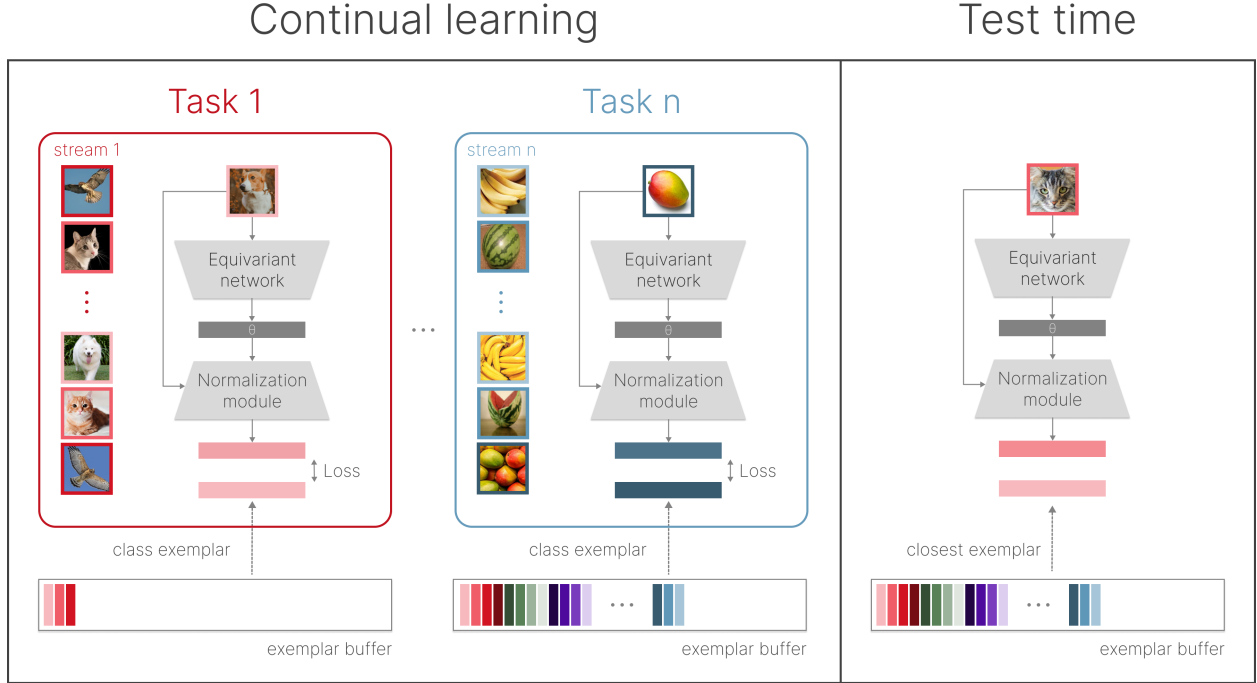 Continual learning
Test time
Task 1
Task n
stream 1
Equivariant
network
θ
Normalization
module
Loss
class exemplar
exemplar buffer
...
stream n
Equivariant
network
θ
Normalization
module
Loss
class exemplar
...
exemplar buffer
Equivariant
network
θ
Normalization
module
closest exemplar
...
exemplar buffer